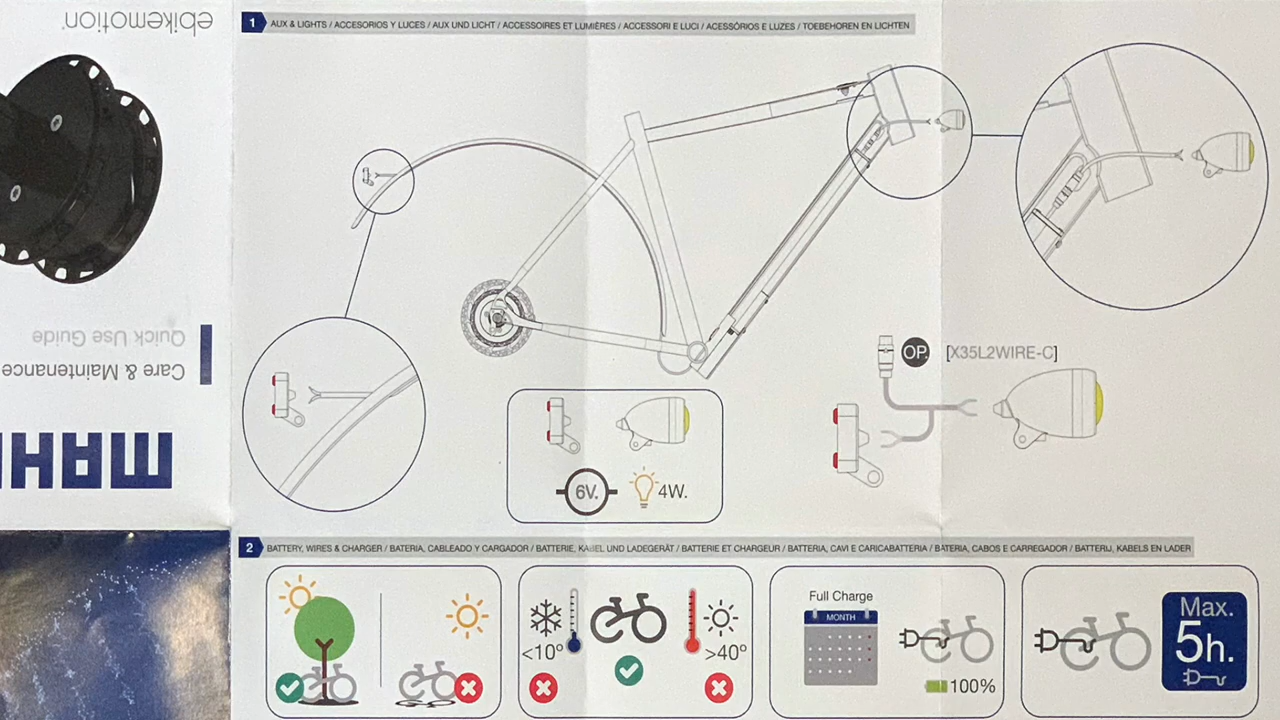 ebikemotion®
Quick Use Guide
Care & Maintenance
1 AUX & LIGHTS / ACCESORIOS Y LUCES / AUX UND LICHT / ACCESSOIRES ET LUMIÈRES / ACCESSORI E LUCI / ACESSÓRIOS E LUZES / TOEBEHOREN EN LICHTEN
OP. [X35L2WIRE-C]
6V. 4W.
2 BATTERY, WIRES & CHARGER / BATERIA, CABLEADO Y CARGADOR / BATTERIE, KABEL UND LADEGERÄT / BATTERIE ET CHARGEUR / BATTERIA, CAVI E CARICABATTERIA / BATERIA, CABOS E CARREGADOR / BATTERIJ, KABELS EN LADER
<10º
>40º
Full Charge
MONTH
100%
Max.
5h.